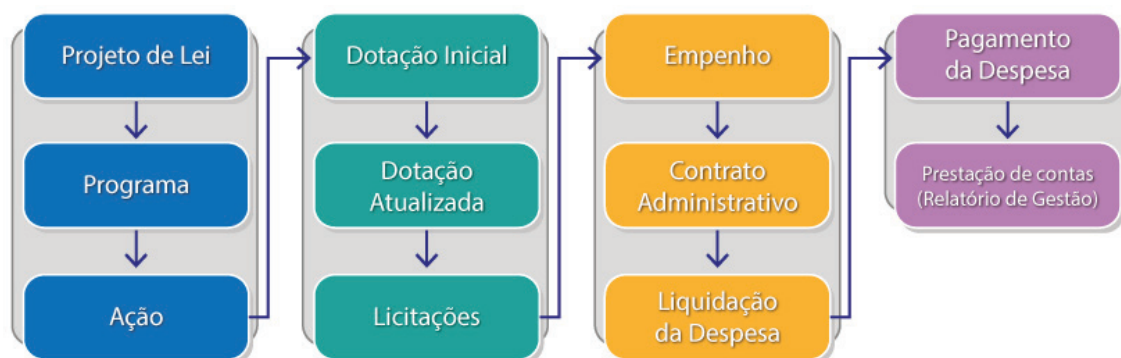 Projeto de Lei
Programa
Ação
Dotação Inicial
Dotação
Atualizada
Licitações
Empenho
Contrato
Administrativo
Liquidação
da Despesa
Pagamento
da Despesa
Prestação de contas
(Relatório de Gestão)